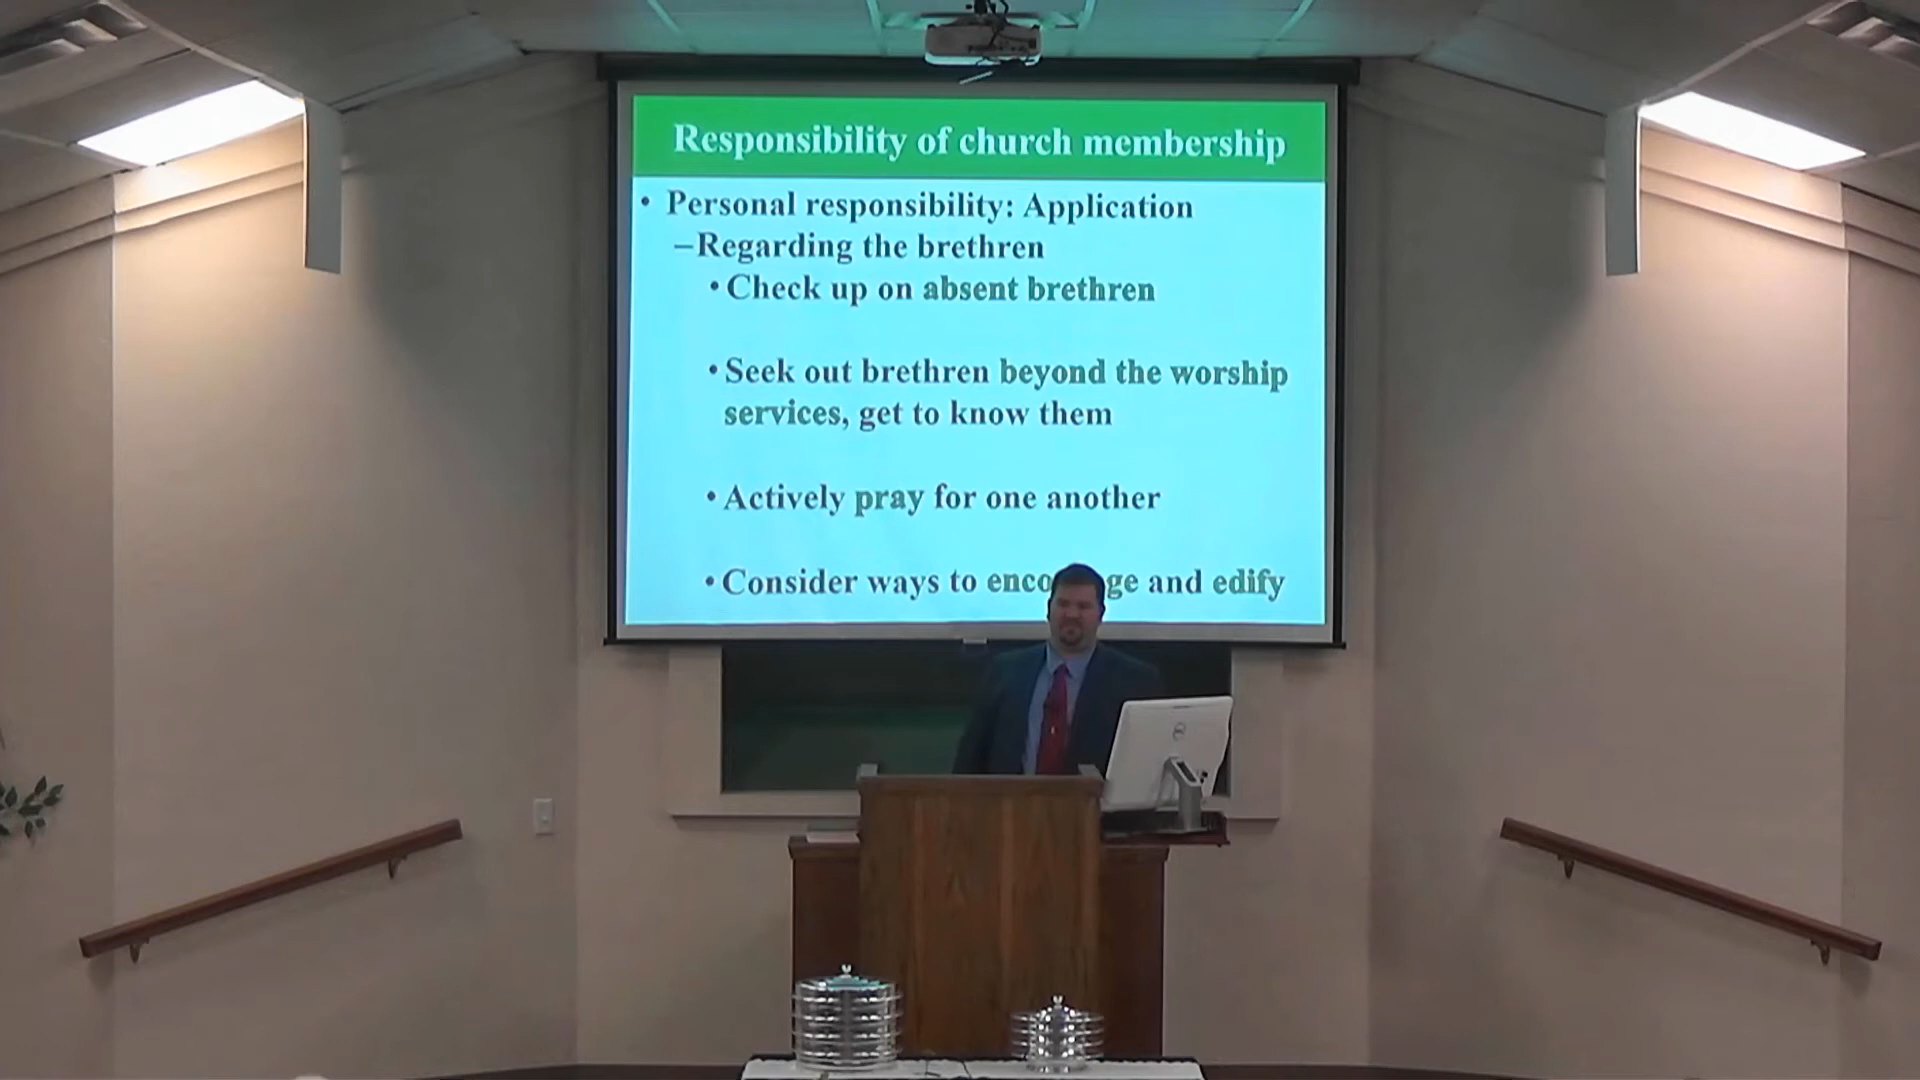 Responsibility of church membership
• Personal responsibility: Application
–Regarding the brethren
• Check up on absent brethren
• Seek out brethren beyond the worship
services, get to know them
• Actively pray for one another
• Consider ways to enco ge and edify